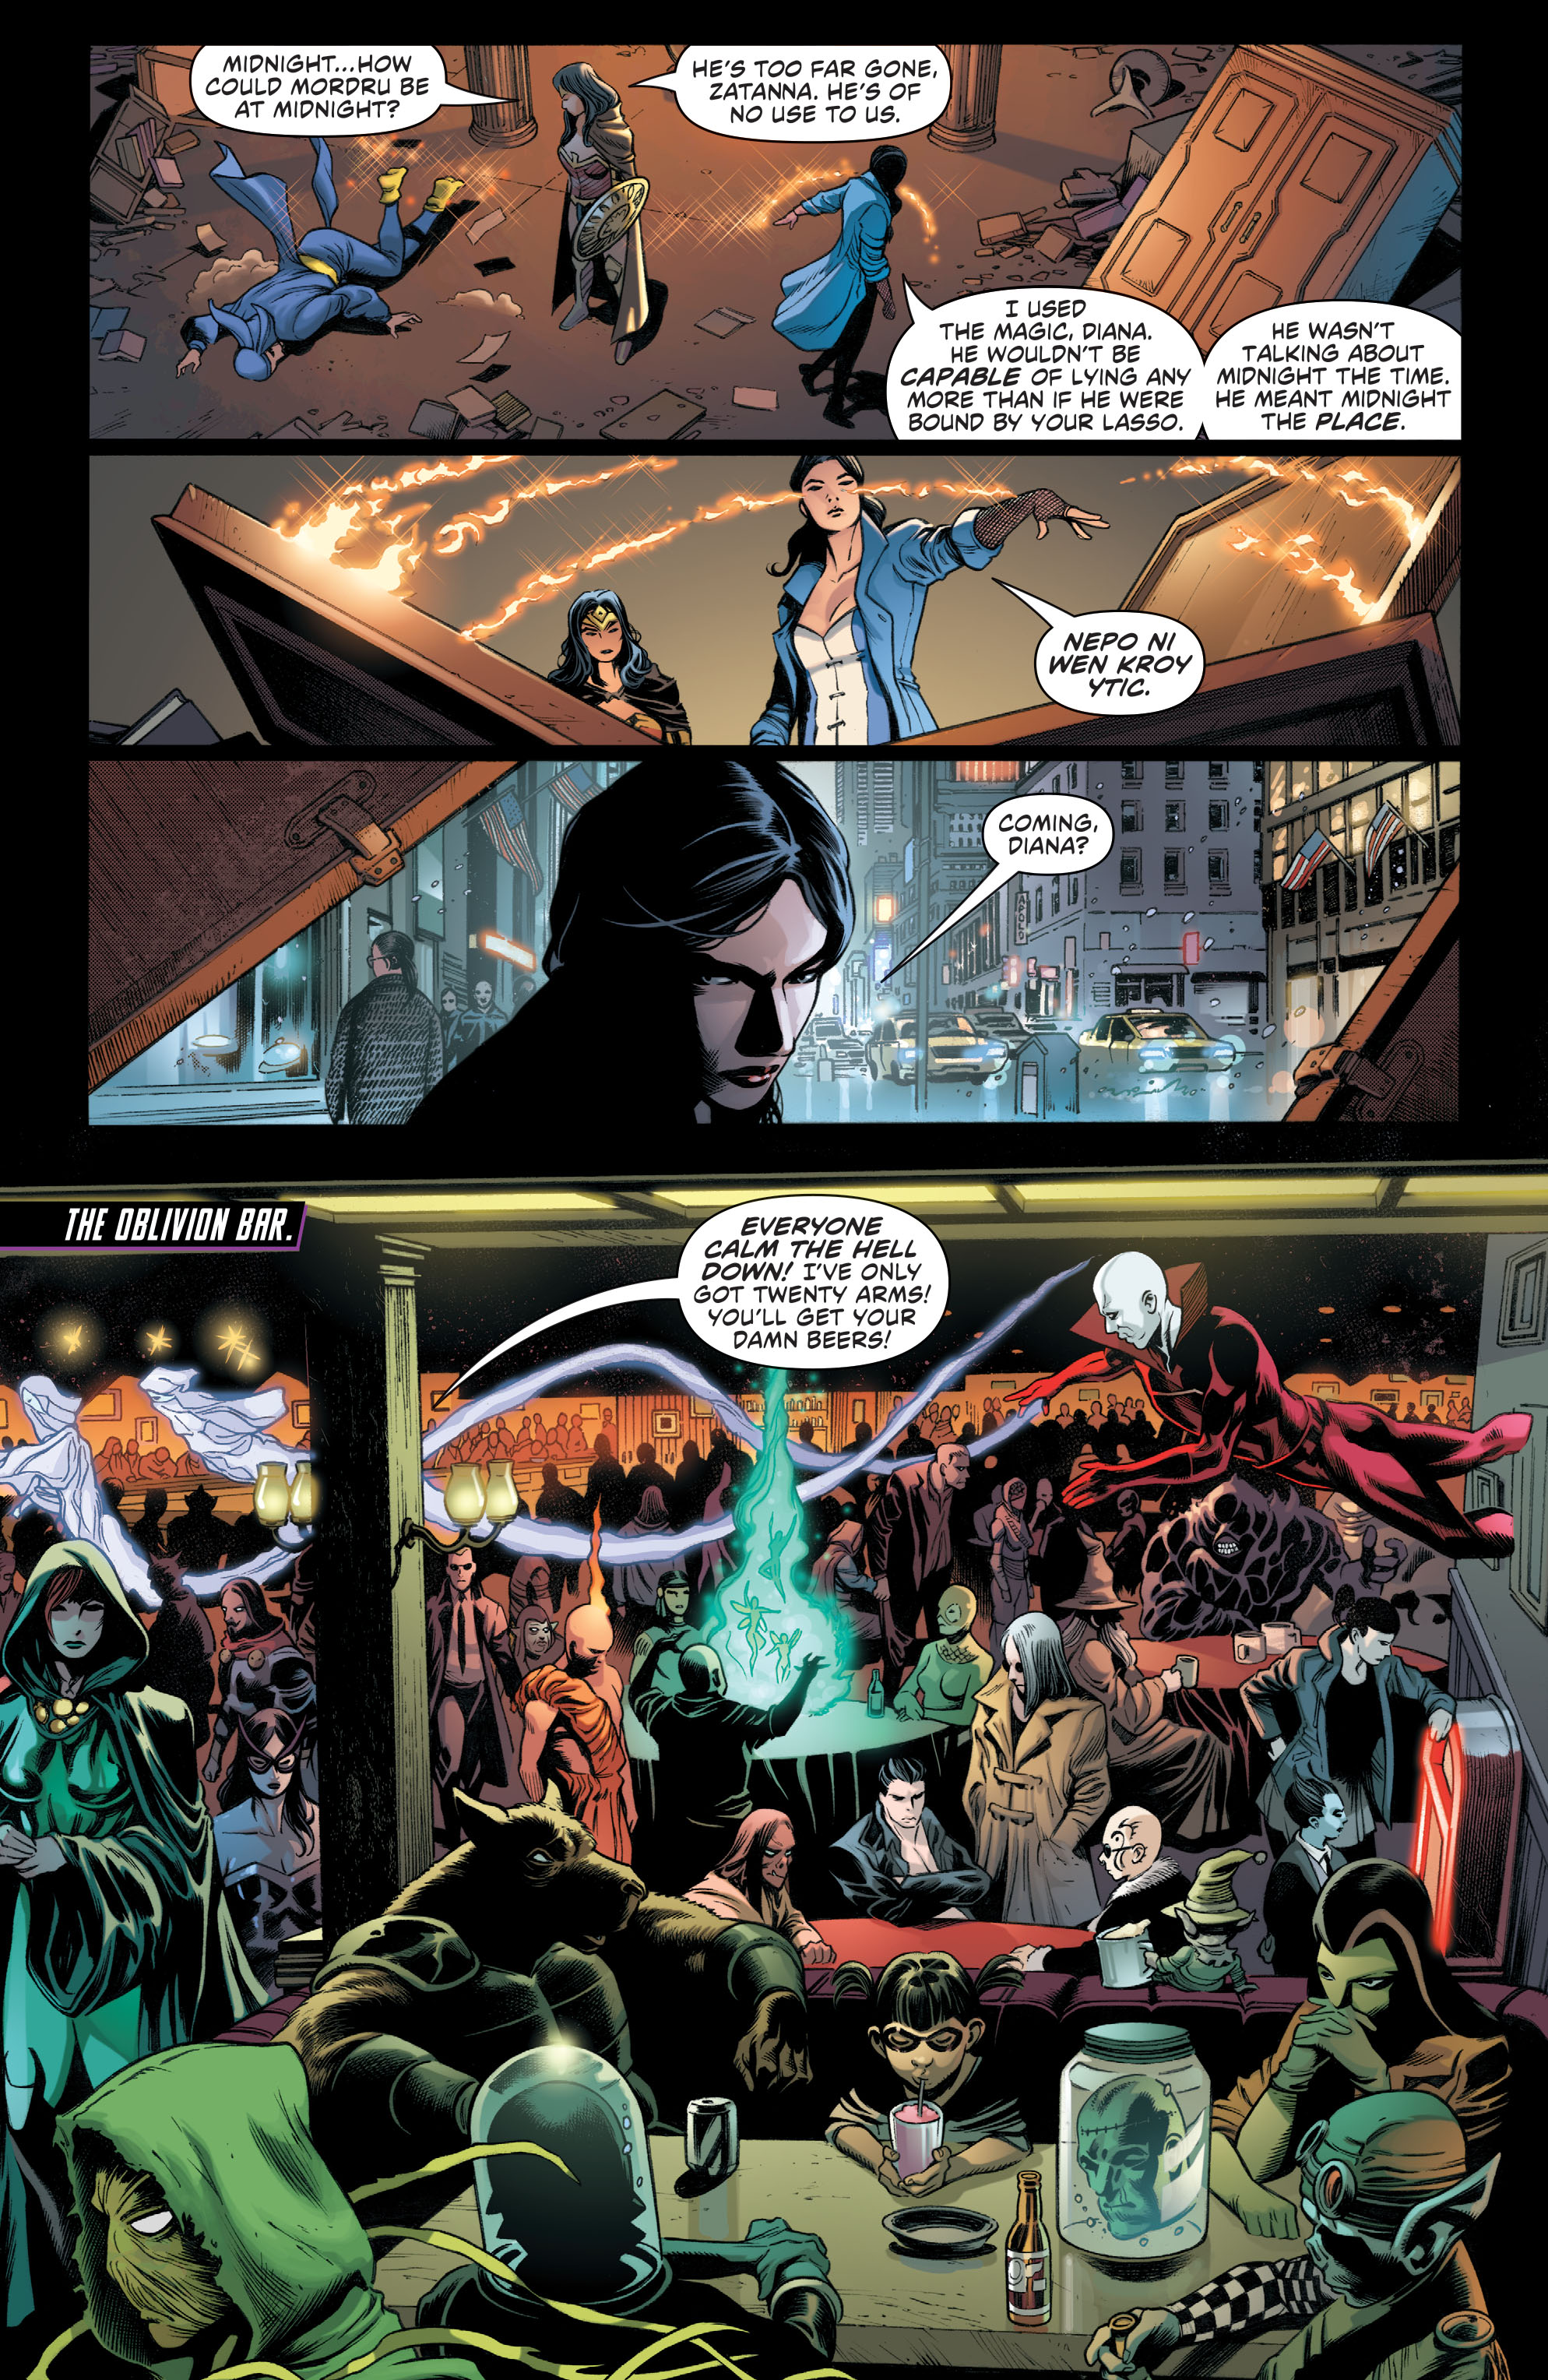 MIDNIGHT...HOW
COULD MORDRU BE
AT MIDNIGHT?
HE'S TOO FAR GONE,
ZATANNA. HE'S OF
NO USE TO US.
I USED
THE MAGIC, DIANA.
HE WOULDN'T BE
CAPABLE OF LYING ANY
MORE THAN IF HE WERE
BOUND BY YOUR LASSO.
HE WASN'T
TALKING ABOUT
MIDNIGHT THE TIME.
HE MEANT MIDNIGHT
THE PLACE.
NEPO NI
WEN KROY
YTIC.
COMING,
DIANA?
THE OBLIVION BAR.
EVERYONE
CALM THE HELL
DOWN! I'VE ONLY
GOT TWENTY ARMS!
YOU'LL GET YOUR
DAMN BEERS!